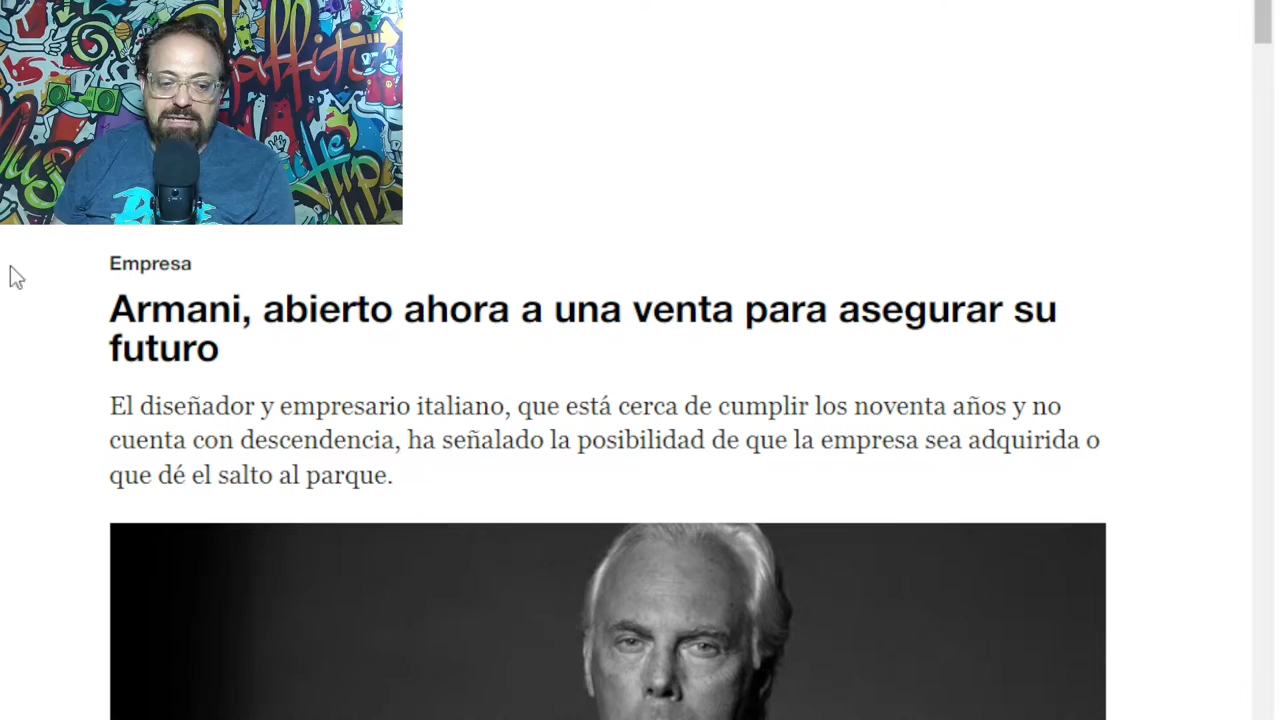 Graffiti
Empresa
Armani, abierto ahora a una venta para asegurar su
futuro
El diseñador y empresario italiano, que está cerca de cumplir los noventa años y no
cuenta con descendencia, ha señalado la posibilidad de que la empresa sea adquirida o
que dé el salto al parque.